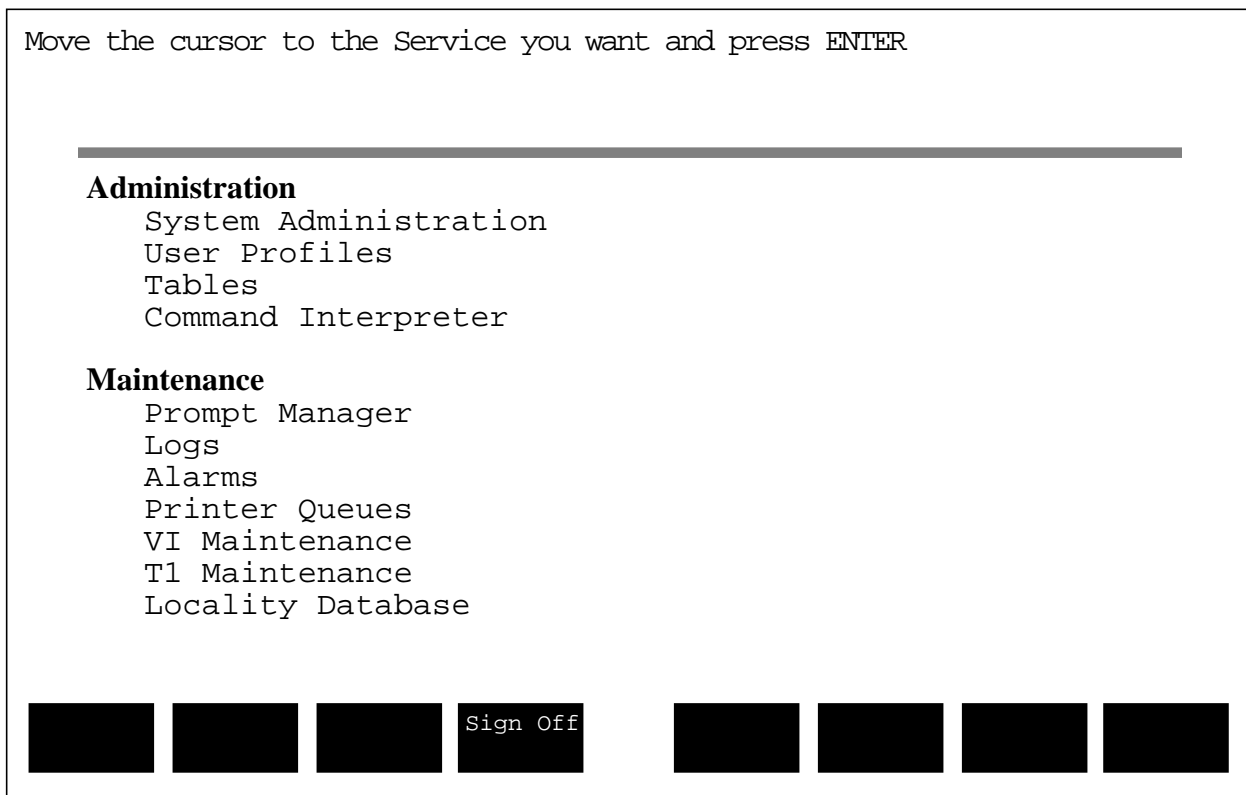 Move the cursor to the Service you want and press ENTER
Administration
System Administration
User Profiles
Tables
Command Interpreter
Maintenance
Prompt Manager
Logs
Alarms
Printer Queues
VI Maintenance
T1 Maintenance
Locality Database
Sign Off